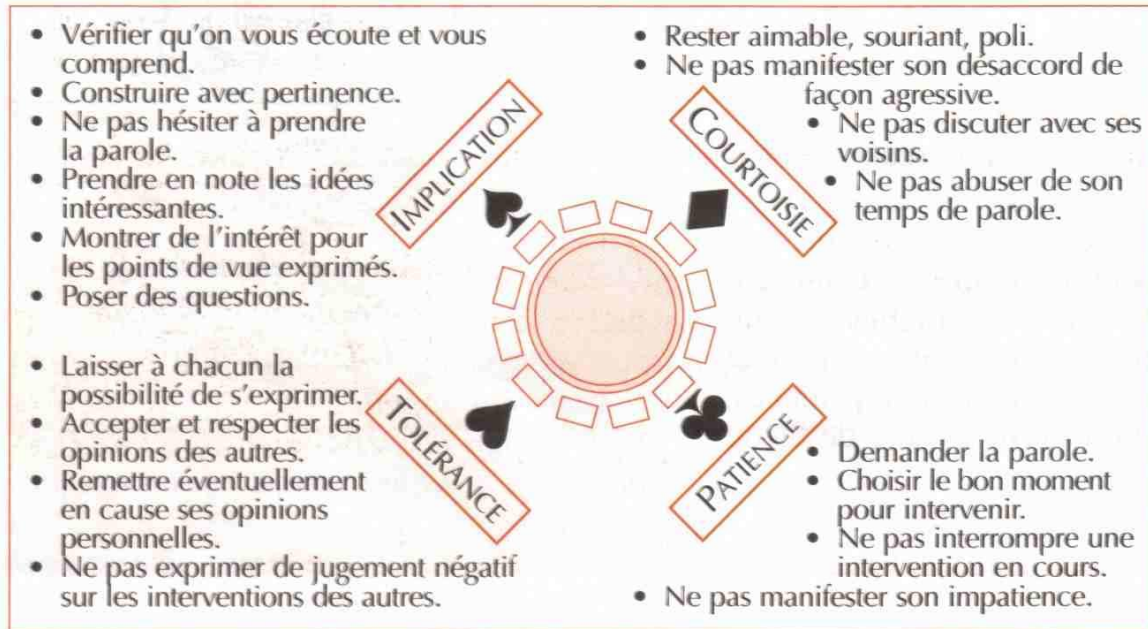 • Vérifier qu'on vous écoute et vous
comprend.
• Construire avec pertinence.
• Ne pas hésiter à prendre
la parole.
• Prendre en note les idées
intéressantes.
• Montrer de l'intérêt pour
les points de vue exprimés.
• Poser des questions.
IMPLICATION
• Rester aimable, souriant, poli.
• Ne pas manifester son désaccord de
façon agressive.
• Ne pas discuter avec ses
voisins.
• Ne pas abuser de son
temps de parole.
COURTOISIE
• Laisser à chacun la
possibilité de s'exprimer.
• Accepter et respecter les
opinions des autres.
• Remettre éventuellement
en cause ses opinions
personnelles.
• Ne pas exprimer de jugement négatif
sur les interventions des autres.
TOLÉRANCE
• Demander la parole.
• Choisir le bon moment
pour intervenir.
• Ne pas interrompre une
intervention en cours.
• Ne pas manifester son impatience.
PATIENCE